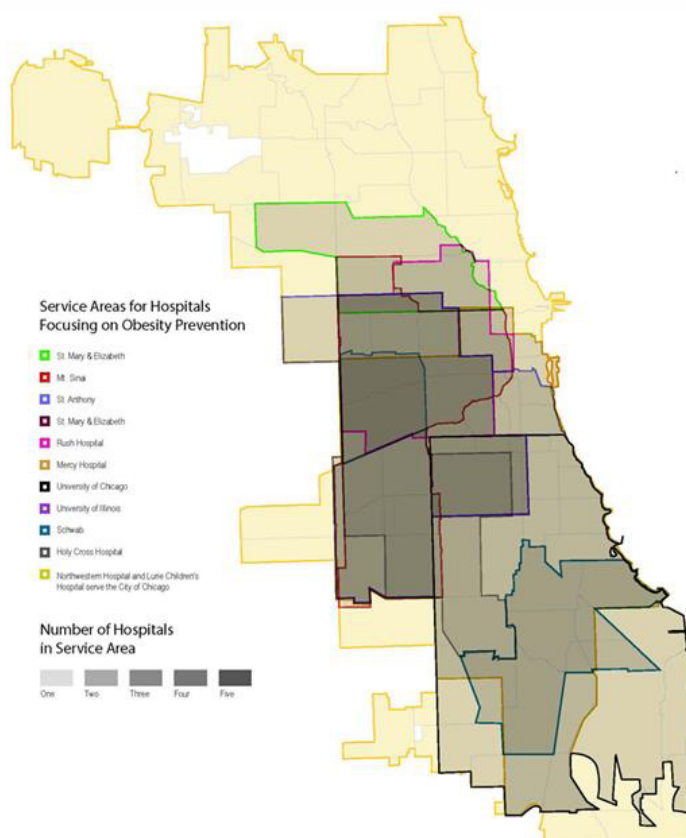 Service Areas for Hospitals
Focusing on Obesity Prevention
St. Mary & Elizabeth
Mt. Sinai
St. Anthony
St. Mary & Elizabeth
Rush Hospital
Mercy Hospital
University of Chicago
University of Illinois
Schwab
Holy Cross Hospital
Northwestern Hospital and Lurie Children's
Hospital serve the City of Chicago
Number of Hospitals
in Service Area
One Two Three Four Five